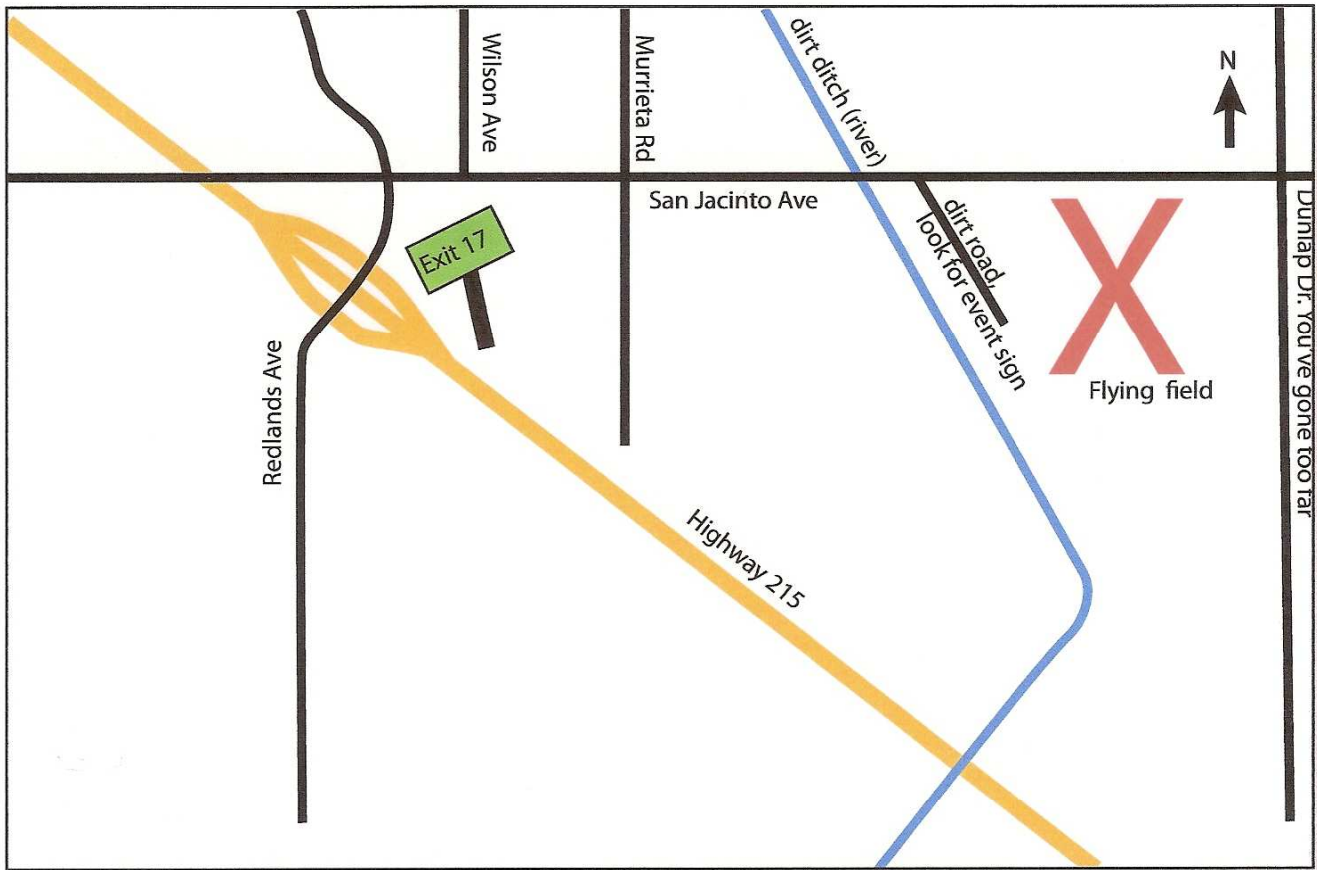 Wilson Ave
Murrieta Rd
dirt ditch (river)
N
San Jacinto Ave
Exit 17
dirt road,
look for event sign
Flying field
Dunlap Dr. You've gone too far
Redlands Ave
Highway 215